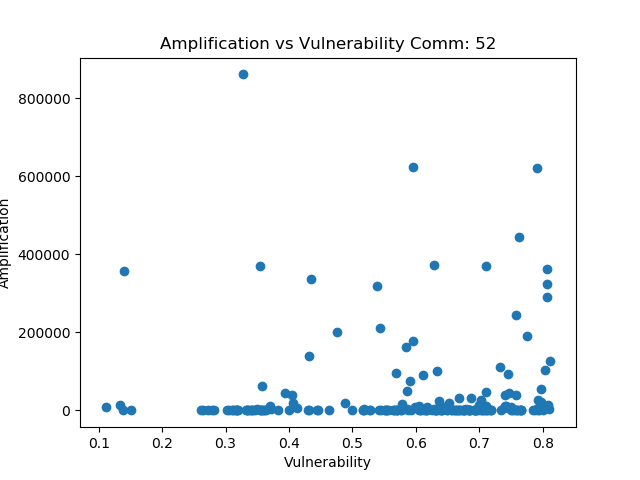 Amplification vs Vulnerability Comm: 52
800000
600000
400000
200000
0
Amplification
0.1 0.2 0.3 0.4 0.5 0.6 0.7 0.8
Vulnerability